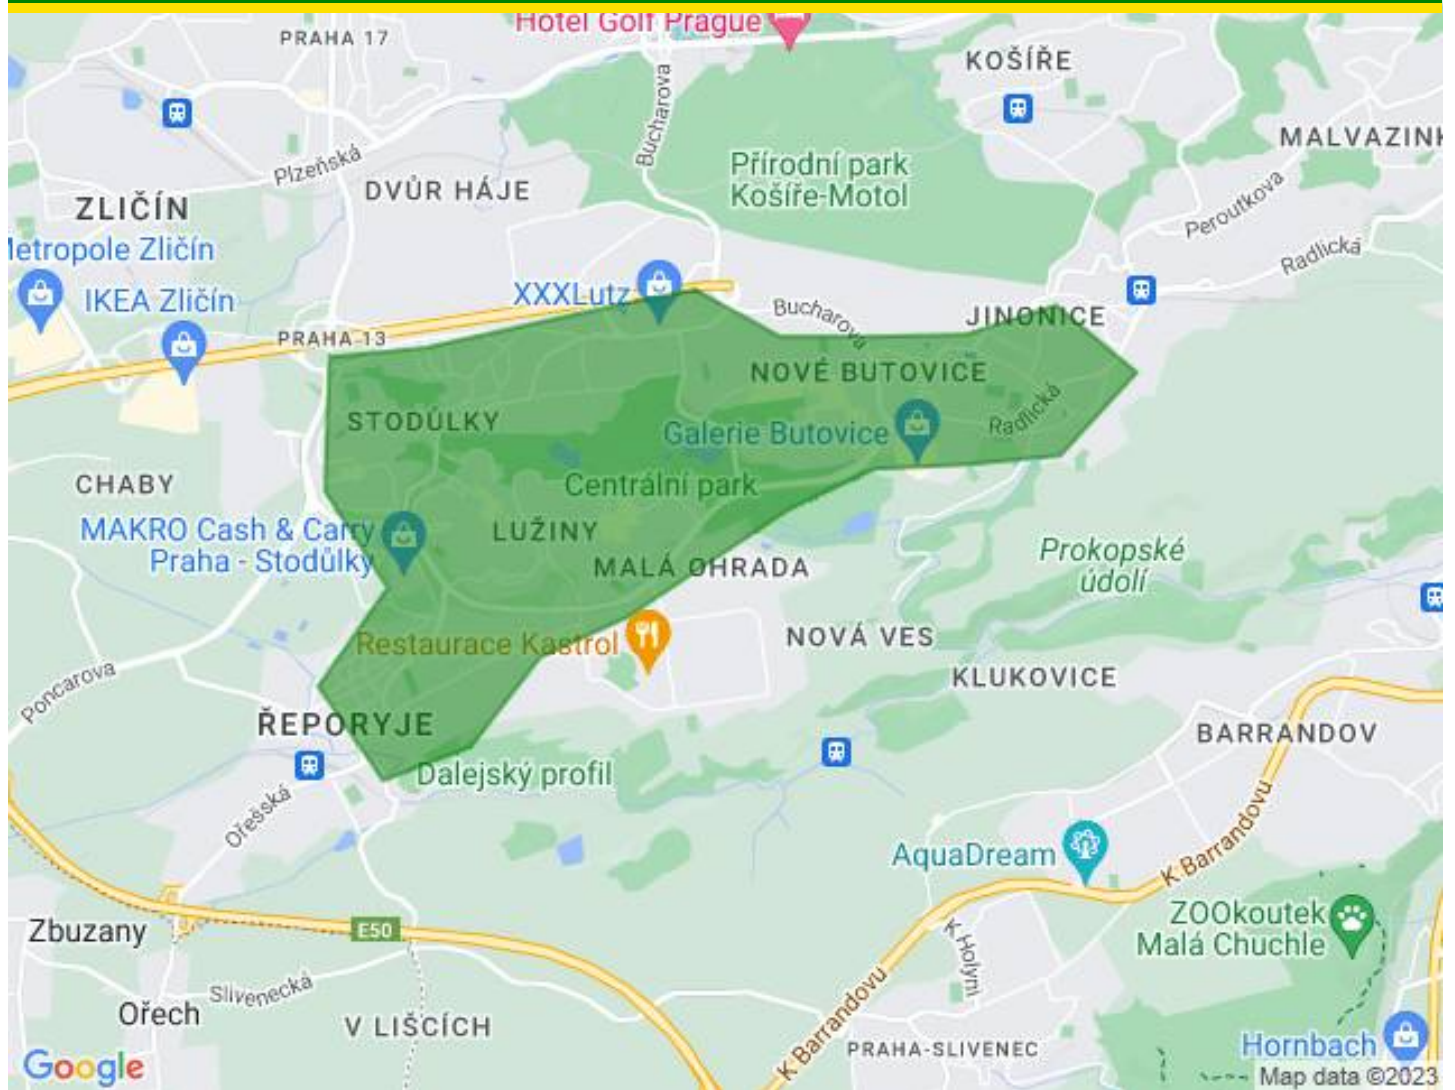 Hotel Golf Prague
PRAHA 17
KOŠÍŘE
Bucharova
MALVAZINK
Plzeňská
Přírodní park
Košíře-Motol
DVŮR HÁJE
ZLIČÍN
Peroutkova
Radlická
Metropole Zličín
IKEA Zličín
XXXLutz
Bucharova
JINONICE
PRAHA 13
NOVÉ BUTOVICE
STODŮLKY
Radlická
Galerie Butovice
CHABY
Centrální park
MAKRO Cash & Carry
Praha - Stodůlky
LUŽINY
MALÁ OHRADA
Prokopské
údolí
Restaurace Kastrol
NOVÁ VES
KLUKOVICE
Poncarova
ŘEPORYJE
BARRANDOV
Dalejský profil
Ořešská
K Barrandovu
AquaDream
ZOOkoutek
Malá Chuchle
Zbuzany
E50
K Holyni
Slivenecká
Ořech
V LIŠCÍCH
K Barrandovu
PRAHA-SLIVENEC
Hornbach
Google
Map data ©2023